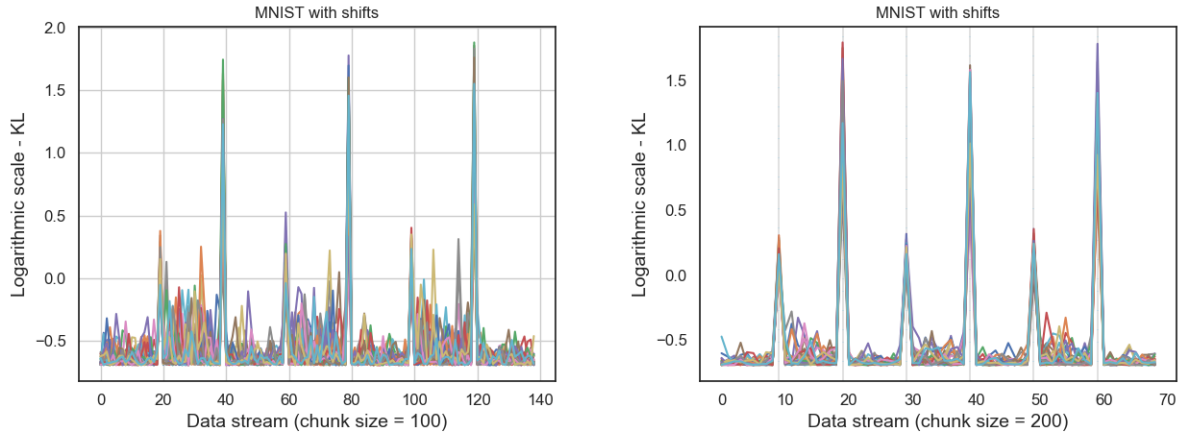 MNIST with shifts
2.0
1.5
1.0
0.5
0.0
−0.5
Logarithmic scale - KL
0 20 40 60 80 100 120 140
Data stream (chunk size = 100)
MNIST with shifts
1.5
1.0
0.5
0.0
−0.5
Logarithmic scale - KL
0 10 20 30 40 50 60 70
Data stream (chunk size = 200)